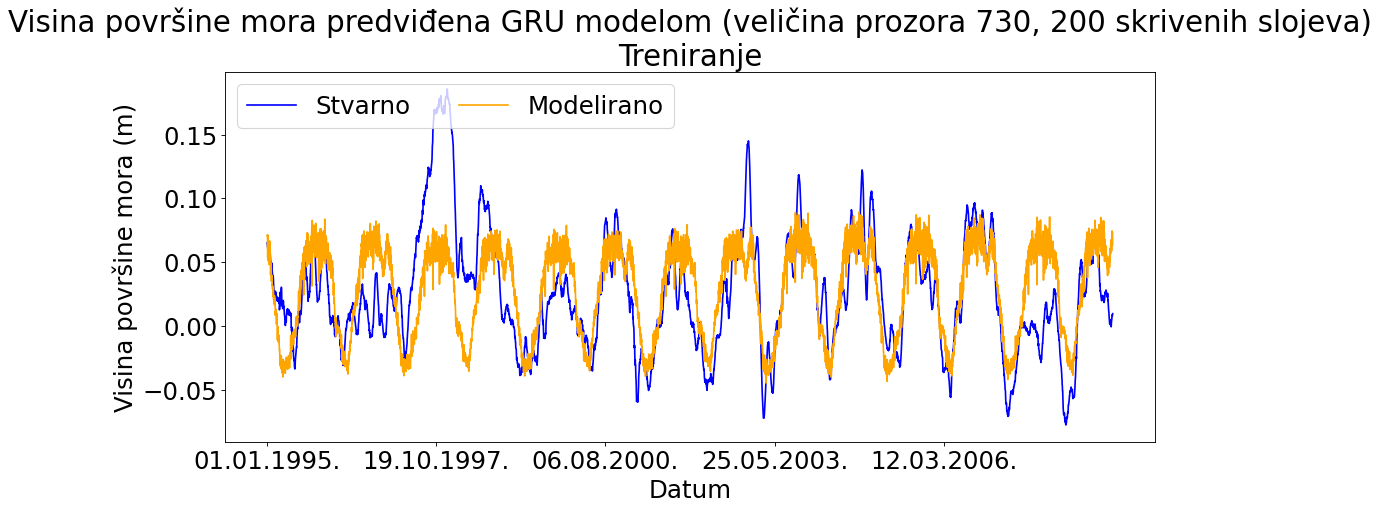 Visina površine mora predviđena GRU modelom (veličina prozora 730, 200 skrivenih slojeva)
Treniranje
Stvarno Modelirano
Visina površine mora (m)
0.15
0.10
0.05
0.00
−0.05
01.01.1995. 19.10.1997. 06.08.2000. 25.05.2003. 12.03.2006.
Datum